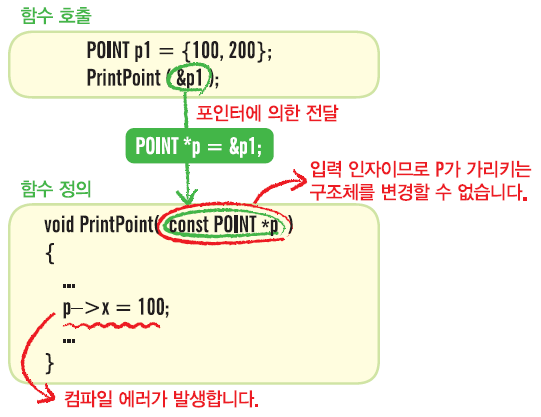 함수 호출
POINT p1 = {100, 200};
PrintPoint ( &p1 );
포인터에 의한 전달
POINT *p = &p1;
입력 인자이므로 P가 가리키는
구조체를 변경할 수 없습니다.
함수 정의
void PrintPoint( const POINT *p )
{
...
p->x = 100;
...
}
컴파일 에러가 발생합니다.